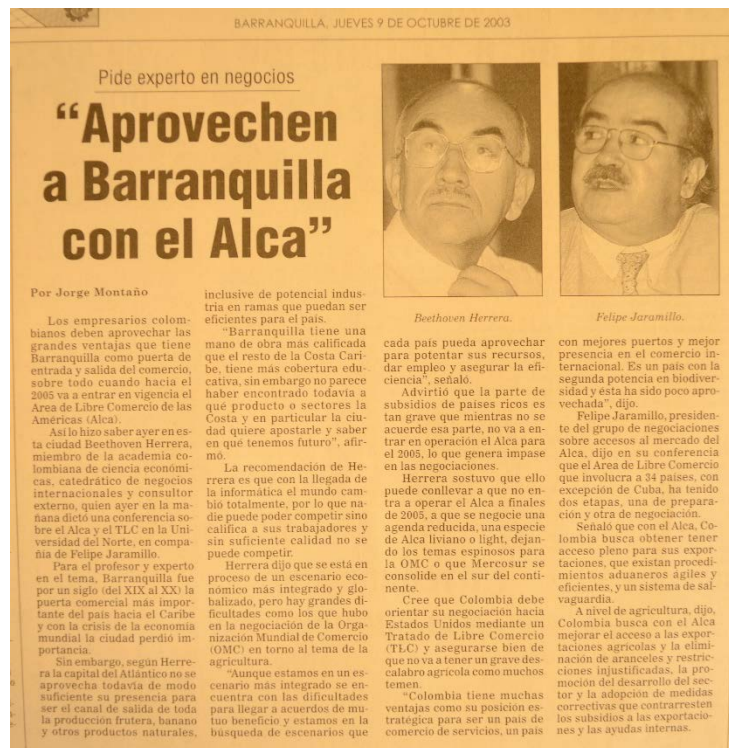 BARRANQUILLA, JUEVES 9 DE OCTUBRE DE 2003
Pide experto en negocios
“Aprovechen
a Barranquilla
con el Alca”
Por Jorge Montaño
Los empresarios colom-
bianos deben aprovechar las
grandes ventajas que tiene
Barranquilla como puerta de
entrada y salida del comercio,
sobre todo cuando hacia el
2005 va a entrar en vigencia el
Area de Libre Comercio de las
Américas (Alca).
Así lo hizo saber ayer en es-
ta ciudad Beethoven Herrera,
miembro de la academia co-
lombiana de ciencia económi-
cas, catedrático de negocios
internacionales y consultor
externo, quien ayer en la ma-
ñana dictó una conferencia so-
bre el Alca y el TLC en la Uni-
versidad del Norte, en compa-
ñía de Felipe Jaramillo.
Para el profesor y experto
en el tema, Barranquilla fue
por un siglo (del XIX al XX) la
puerta comercial más impor-
tante del país hacia el Caribe
y con la crisis de la economía
mundial la ciudad perdió im-
portancia.
Sin embargo, según Herre-
ra la capital del Atlántico no se
aprovecha todavía de modo
suficiente su presencia para
ser el canal de salida de toda
la producción frutera, banano
y otros productos naturales,
inclusive de potencial indus-
tria en ramas que puedan ser
eficientes para el país.
“Barranquilla tiene una
mano de obra más calificada
que el resto de la Costa Cari-
be, tiene más cobertura edu-
cativa, sin embargo no parece
haber encontrado todavía a
qué producto o sectores la
Costa y en particular la ciu-
dad quiere apostarle y saber
en qué tenemos futuro”, afir-
mó.
La recomendación de He-
rrera es que con la llegada de
la informática el mundo cam-
bió totalmente, por lo que na-
die puede poder competir sino
califica a sus trabajadores y
sin suficiente calidad no se
puede competir.
Herrera dijo que se está en
proceso de un escenario eco-
nómico más integrado y glo-
balizado, pero hay grandes di-
ficultades como los que hubo
en la negociación de la Orga-
nización Mundial de Comercio
(OMC) en torno al tema de la
agricultura.
“Aunque estamos en un es-
cenario más integrado se en-
cuentra con las dificultades
para llegar a acuerdos de mu-
tuo beneficio y estamos en la
búsqueda de escenarios que
Beethoven Herrera.
cada país pueda aprovechar
para potentar sus recursos,
dar empleo y asegurar la efi-
ciencia”, señaló.
Advirtió que la parte de
subsidios de países ricos es
tan grave que mientras no se
acuerde esa parte, no va a en-
trar en operación el Alca para
el 2005, lo que genera impase
en las negociaciones.
Herrera sostuvo que ello
puede conllevar a que no en-
tra a operar el Alca a finales
de 2005, a que se negocie una
agenda reducida, una especie
de Alca liviano o light, dejan-
do los temas espinosos para
la OMC o que Mercosur se
consolide en el sur del conti-
nente.
Cree que Colombia debe
orientar su negociación hacia
Estados Unidos mediante un
Tratado de Libre Comercio
(TLC) y asegurarse bien de
que no va a tener un grave des-
calabro agrícola como muchos
temen.
“Colombia tiene muchas
ventajas como su posición es-
tratégica para ser un país de
comercio de servicios, un país
Felipe Jaramillo.
con mejores puertos y mejor
presencia en el comercio in-
ternacional. Es un país con la
segunda potencia en biodiver-
sidad y ésta ha sido poco apro-
vechada”, dijo.
Felipe Jaramillo, presiden-
te del grupo de negociaciones
sobre accesos al mercado del
Alca, dijo en su conferencia
que el Area de Libre Comercio
que involucra a 34 países, con
excepción de Cuba, ha tenido
dos etapas, una de prepara-
ción y otra de negociación.
Señaló que con el Alca, Co-
lombia busca obtener tener
acceso pleno para sus expor-
taciones, que existan procedi-
mientos aduaneros ágiles y
eficientes, y un sistema de sal-
vaguardia.
A nivel de agricultura, dijo,
Colombia busca con el Alca
mejorar el acceso a las expor-
taciones agrícolas y la elimi-
nación de aranceles y restric-
ciones injustificadas, la pro-
moción del desarrollo del sec-
tor y la adopción de medidas
correctivas que contrarresten
los subsidios a las exportacio-
nes y las ayudas internas.